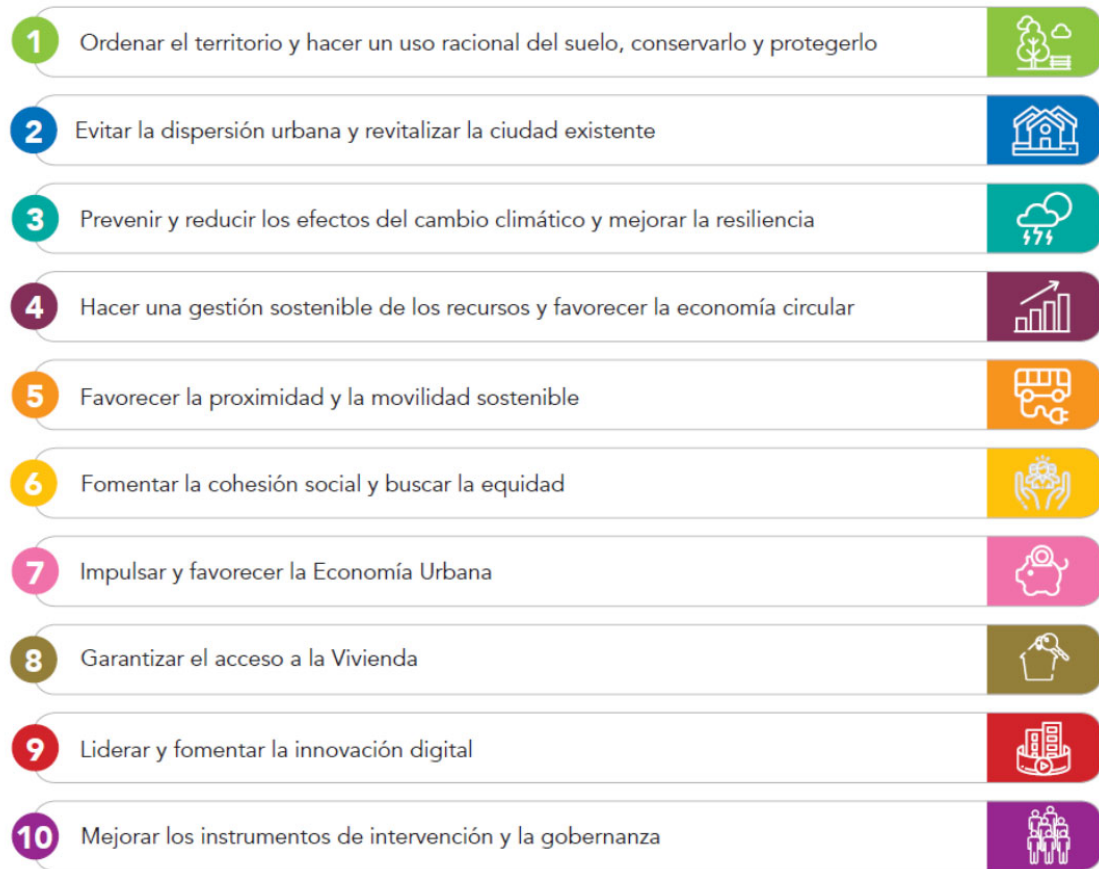 1 Ordenar el territorio y hacer un uso racional del suelo, conservarlo y protegerlo
2 Evitar la dispersión urbana y revitalizar la ciudad existente
3 Prevenir y reducir los efectos del cambio climático y mejorar la resiliencia
4 Hacer una gestión sostenible de los recursos y favorecer la economía circular
5 Favorecer la proximidad y la movilidad sostenible
6 Fomentar la cohesión social y buscar la equidad
7 Impulsar y favorecer la Economía Urbana
8 Garantizar el acceso a la Vivienda
9 Liderar y fomentar la innovación digital
10 Mejorar los instrumentos de intervención y la gobernanza